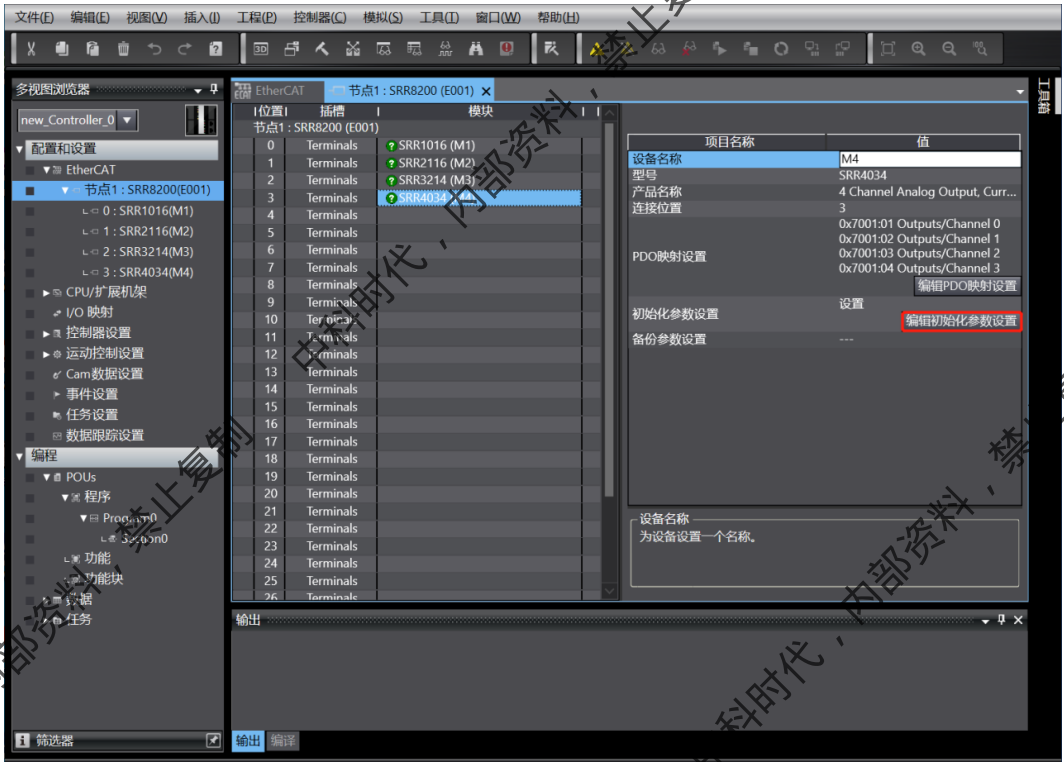 文件(F) 编辑(E) 视图(V) 插入(I) 工程(P) 控制器(C) 模拟(S) 工具(T) 窗口(W) 帮助(H)
多视图浏览器
new_Controller_0
配置和设置
EtherCAT
节点1 : SRR8200(E001)
0 : SRR1016(M1)
1 : SRR2116(M2)
2 : SRR3214(M3)
3 : SRR4034(M4)
CPU/扩展机架
I/O 映射
控制器设置
运动控制设置
Cam数据设置
事件设置
任务设置
数据跟踪设置
编程
POUs
程序
Program0
Section0
功能
功能块
数据
任务
筛选器
EtherCAT 节点1 : SRR8200 (E001)
位置 插槽 模块
节点1 : SRR8200 (E001)
0 Terminals SRR1016 (M1)
1 Terminals SRR2116 (M2)
2 Terminals SRR3214 (M3)
3 Terminals SRR4034 (M4)
4 Terminals
5 Terminals
6 Terminals
7 Terminals
8 Terminals
9 Terminals
10 Terminals
11 Terminals
12 Terminals
13 Terminals
14 Terminals
15 Terminals
16 Terminals
17 Terminals
18 Terminals
19 Terminals
20 Terminals
21 Terminals
22 Terminals
23 Terminals
24 Terminals
25 Terminals
26 Terminals
项目名称 值
设备名称 M4
型号 SRR4034
产品名称 4 Channel Analog Output, Curr...
连接位置 3
PDO映射设置
0x7001:01 Outputs/Channel 0
0x7001:02 Outputs/Channel 1
0x7001:03 Outputs/Channel 2
0x7001:04 Outputs/Channel 3
编辑PDO映射设置
初始化参数设置 设置
编辑初始化参数设置
备份参数设置 ---
设备名称
为设备设置一个名称。
工具箱
输出
输出 编译
中科时代，内部资料，禁止复制